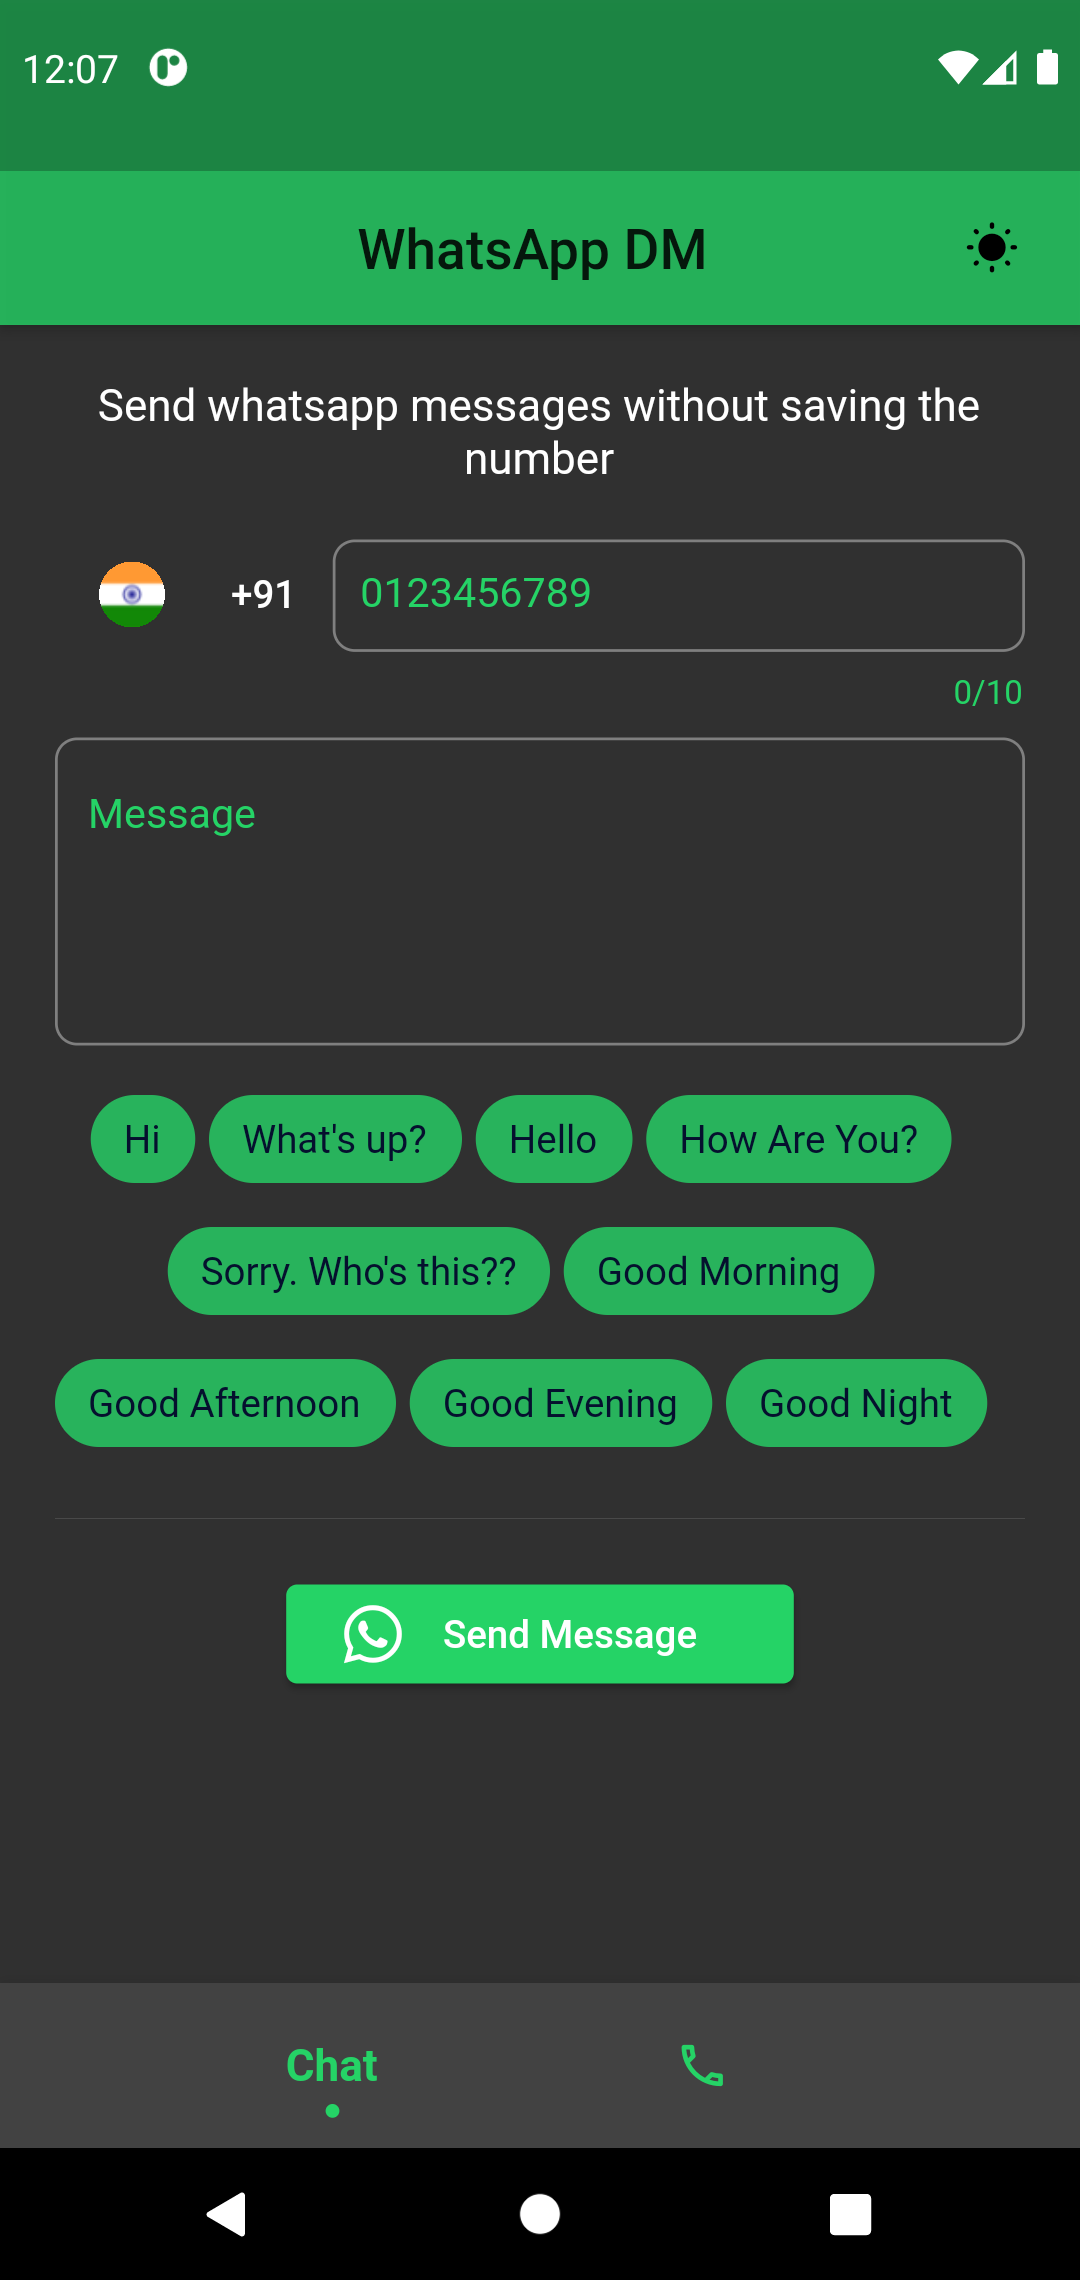 12:07
WhatsApp DM
Send whatsapp messages without saving the
number
+91 0123456789
0/10
Message
Hi What's up? Hello How Are You?
Sorry. Who's this?? Good Morning
Good Afternoon Good Evening Good Night
Send Message
Chat